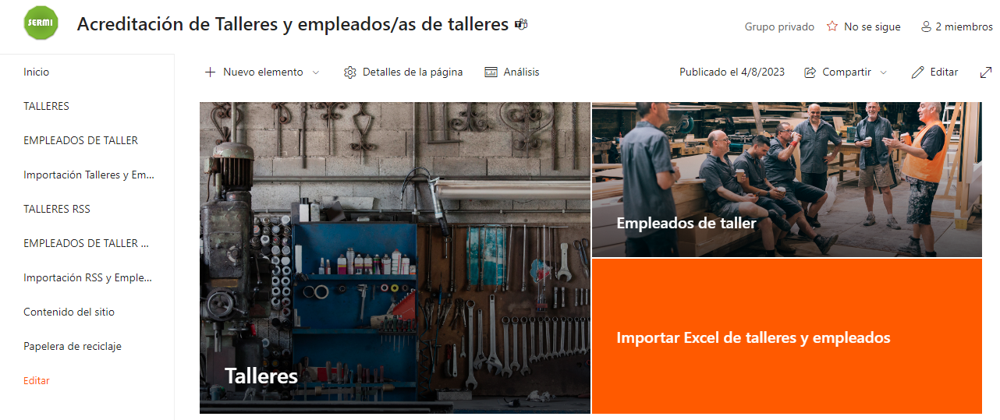 SERMI
Acreditación de Talleres y empleados/as de talleres
Grupo privado
No se sigue
2 miembros
Inicio
TALLERES
EMPLEADOS DE TALLER
Importación Talleres y Em...
TALLERES RSS
EMPLEADOS DE TALLER ...
Importación RSS y Emple...
Contenido del sitio
Papelera de reciclaje
Editar
Nuevo elemento
Detalles de la página
Análisis
Publicado el 4/8/2023
Compartir
Editar
Talleres
Empleados de taller
Importar Excel de talleres y empleados